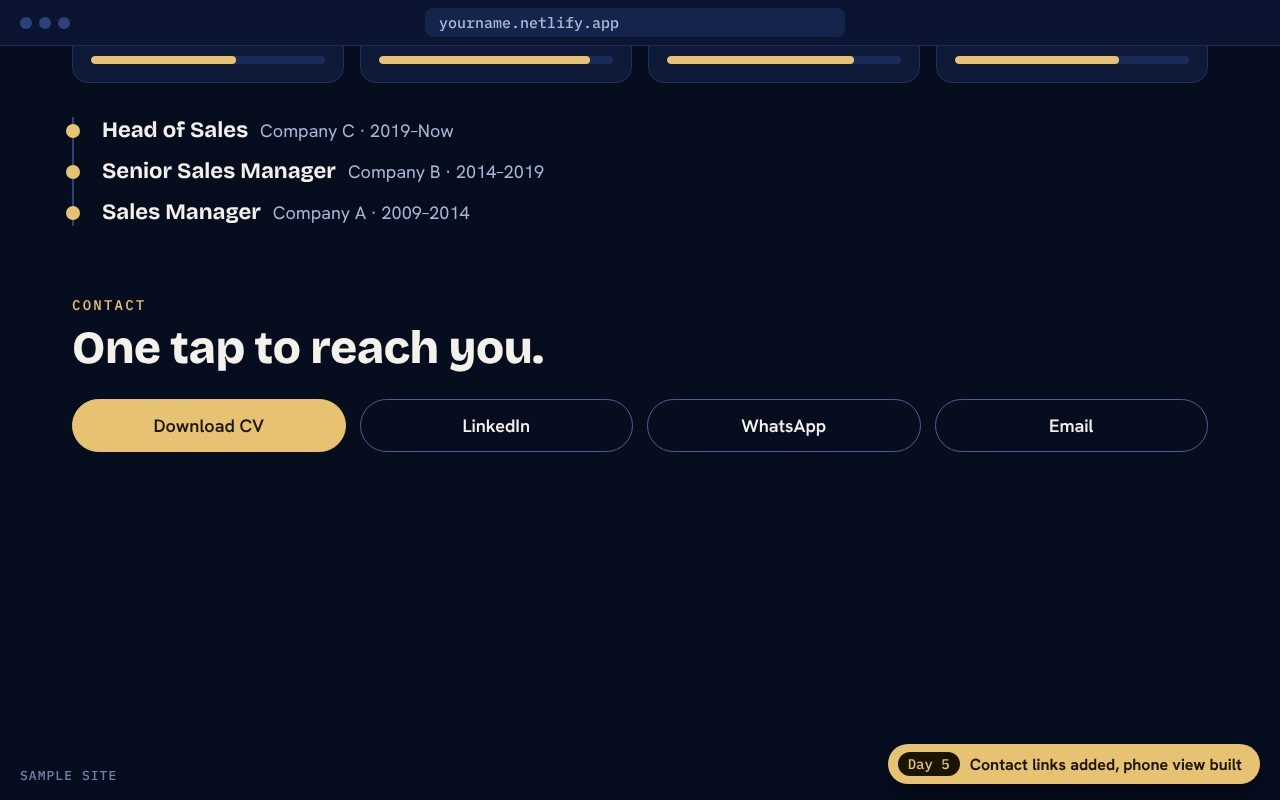 yourname.netlify.app
Head of Sales Company C · 2019–Now
Senior Sales Manager Company B · 2014–2019
Sales Manager Company A · 2009–2014
CONTACT
One tap to reach you.
Download CV
LinkedIn
WhatsApp
Email
SAMPLE SITE
Day 5 Contact links added, phone view built